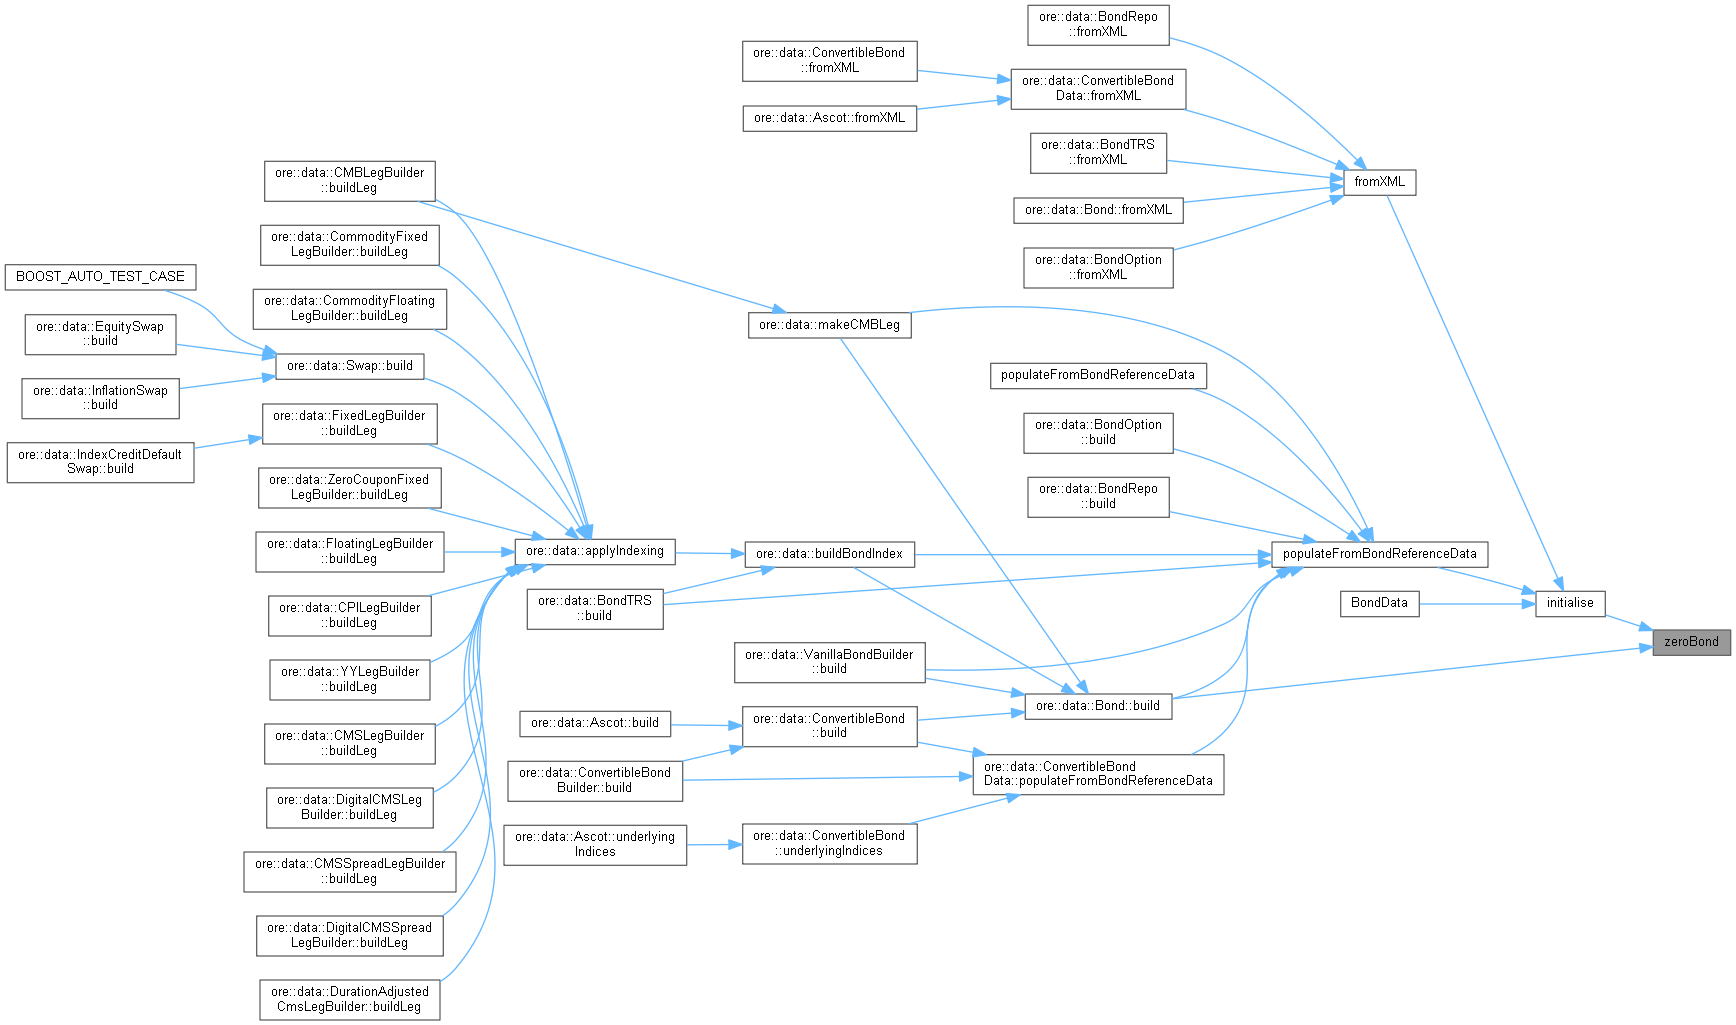 ore::data::BondRepo
::fromXML
ore::data::ConvertibleBond
::fromXML
ore::data::ConvertibleBond
Data::fromXML
ore::data::Ascot::fromXML
ore::data::BondTRS
::fromXML
fromXML
ore::data::Bond::fromXML
ore::data::BondOption
::fromXML
ore::data::CMBLegBuilder
::buildLeg
ore::data::CommodityFixed
LegBuilder::buildLeg
BOOST_AUTO_TEST_CASE
ore::data::CommodityFloating
LegBuilder::buildLeg
ore::data::EquitySwap
::build
ore::data::makeCMBLeg
ore::data::Swap::build
populateFromBondReferenceData
ore::data::InflationSwap
::build
ore::data::FixedLegBuilder
::buildLeg
ore::data::BondOption
::build
ore::data::IndexCreditDefault
Swap::build
ore::data::ZeroCouponFixed
LegBuilder::buildLeg
ore::data::BondRepo
::build
ore::data::FloatingLegBuilder
::buildLeg
ore::data::applyIndexing
ore::data::buildBondIndex
populateFromBondReferenceData
ore::data::CPILegBuilder
::buildLeg
ore::data::BondTRS
::build
BondData
initialise
zeroBond
ore::data::YYLegBuilder
::buildLeg
ore::data::VanillaBondBuilder
::build
ore::data::Bond::build
ore::data::CMSLegBuilder
::buildLeg
ore::data::Ascot::build
ore::data::ConvertibleBond
::build
ore::data::ConvertibleBond
Builder::build
ore::data::ConvertibleBond
Data::populateFromBondReferenceData
ore::data::DigitalCMSLeg
Builder::buildLeg
ore::data::Ascot::underlying
Indices
ore::data::ConvertibleBond
::underlyingIndices
ore::data::CMSSpreadLegBuilder
::buildLeg
ore::data::DigitalCMSSpread
LegBuilder::buildLeg
ore::data::DurationAdjusted
CmsLegBuilder::buildLeg